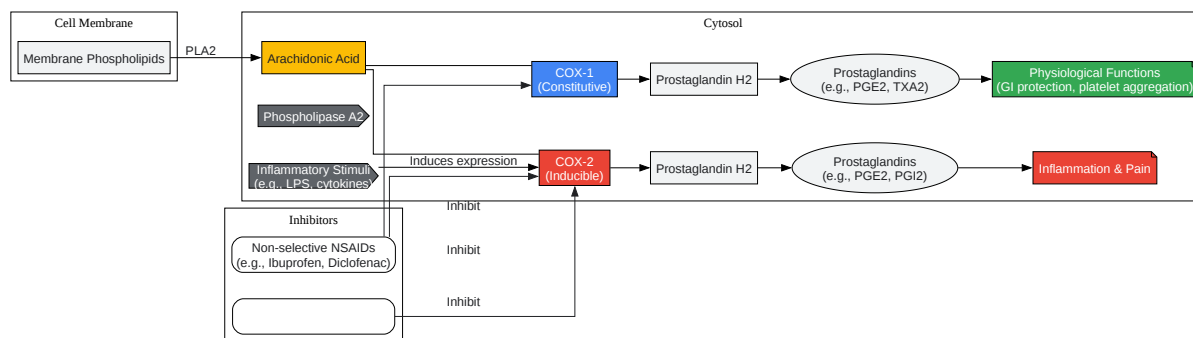 Cell Membrane
Membrane Phospholipids
PLA2
Cytosol
Arachidonic Acid
COX-1
(Constitutive)
Prostaglandin H2
Prostaglandins
(e.g., PGE2, TXA2)
Physiological Functions
(GI protection, platelet aggregation)
Phospholipase A2
Inflammatory Stimuli
(e.g., LPS, cytokines)
Induces expression
COX-2
(Inducible)
Prostaglandin H2
Prostaglandins
(e.g., PGE2, PGI2)
Inflammation & Pain
Inhibitors
Inhibit
Non-selective NSAIDs
(e.g., Ibuprofen, Diclofenac)
Inhibit
Inhibit